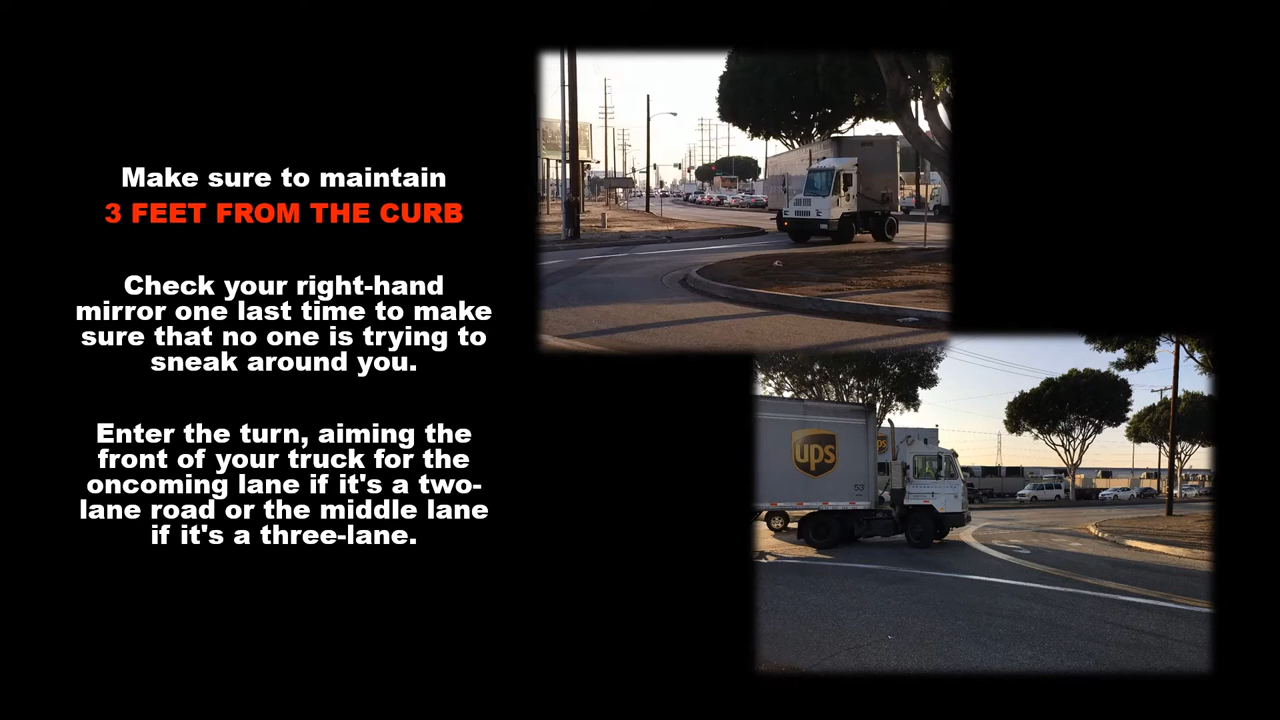 Make sure to maintain
3 FEET FROM THE CURB
Check your right-hand
mirror one last time to make
sure that no one is trying to
sneak around you.
Enter the turn, aiming the
front of your truck for the
oncoming lane if it's a two-
lane road or the middle lane
if it's a three-lane.
ups
ups
53'